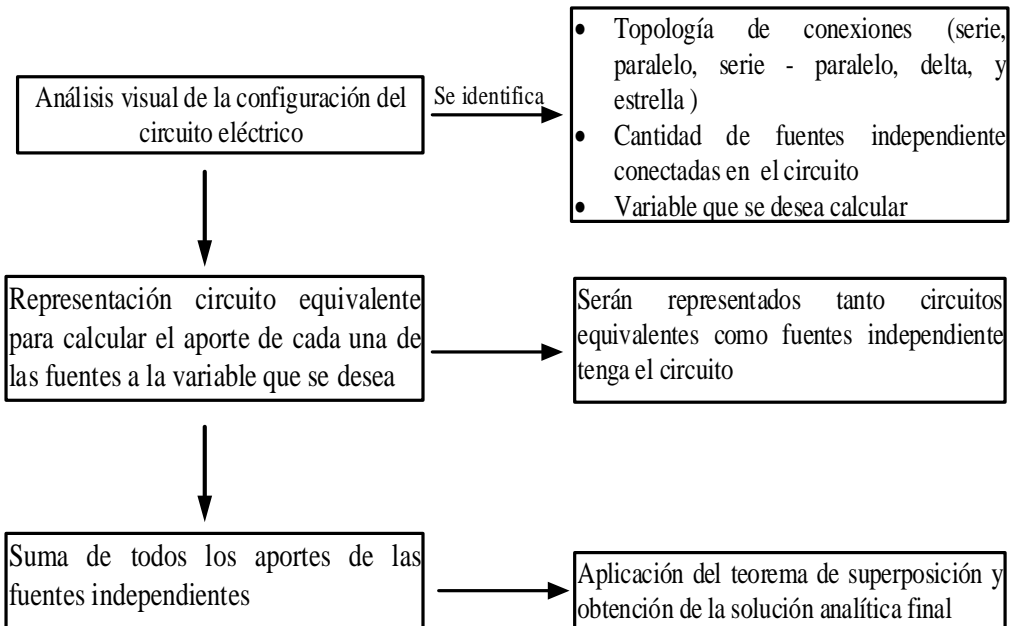 Análisis visual de la configuración del
circuito eléctrico
Se identifica
• Topología de conexiones (serie,
paralelo, serie - paralelo, delta, y
estrella )
• Cantidad de fuentes independiente
conectadas en el circuito
• Variable que se desea calcular
Representación circuito equivalente
para calcular el aporte de cada una de
las fuentes a la variable que se desea
Serán representados tanto circuitos
equivalentes como fuentes independiente
tenga el circuito
Suma de todos los aportes de las
fuentes independientes
Aplicación del teorema de superposición y
obtención de la solución analítica final